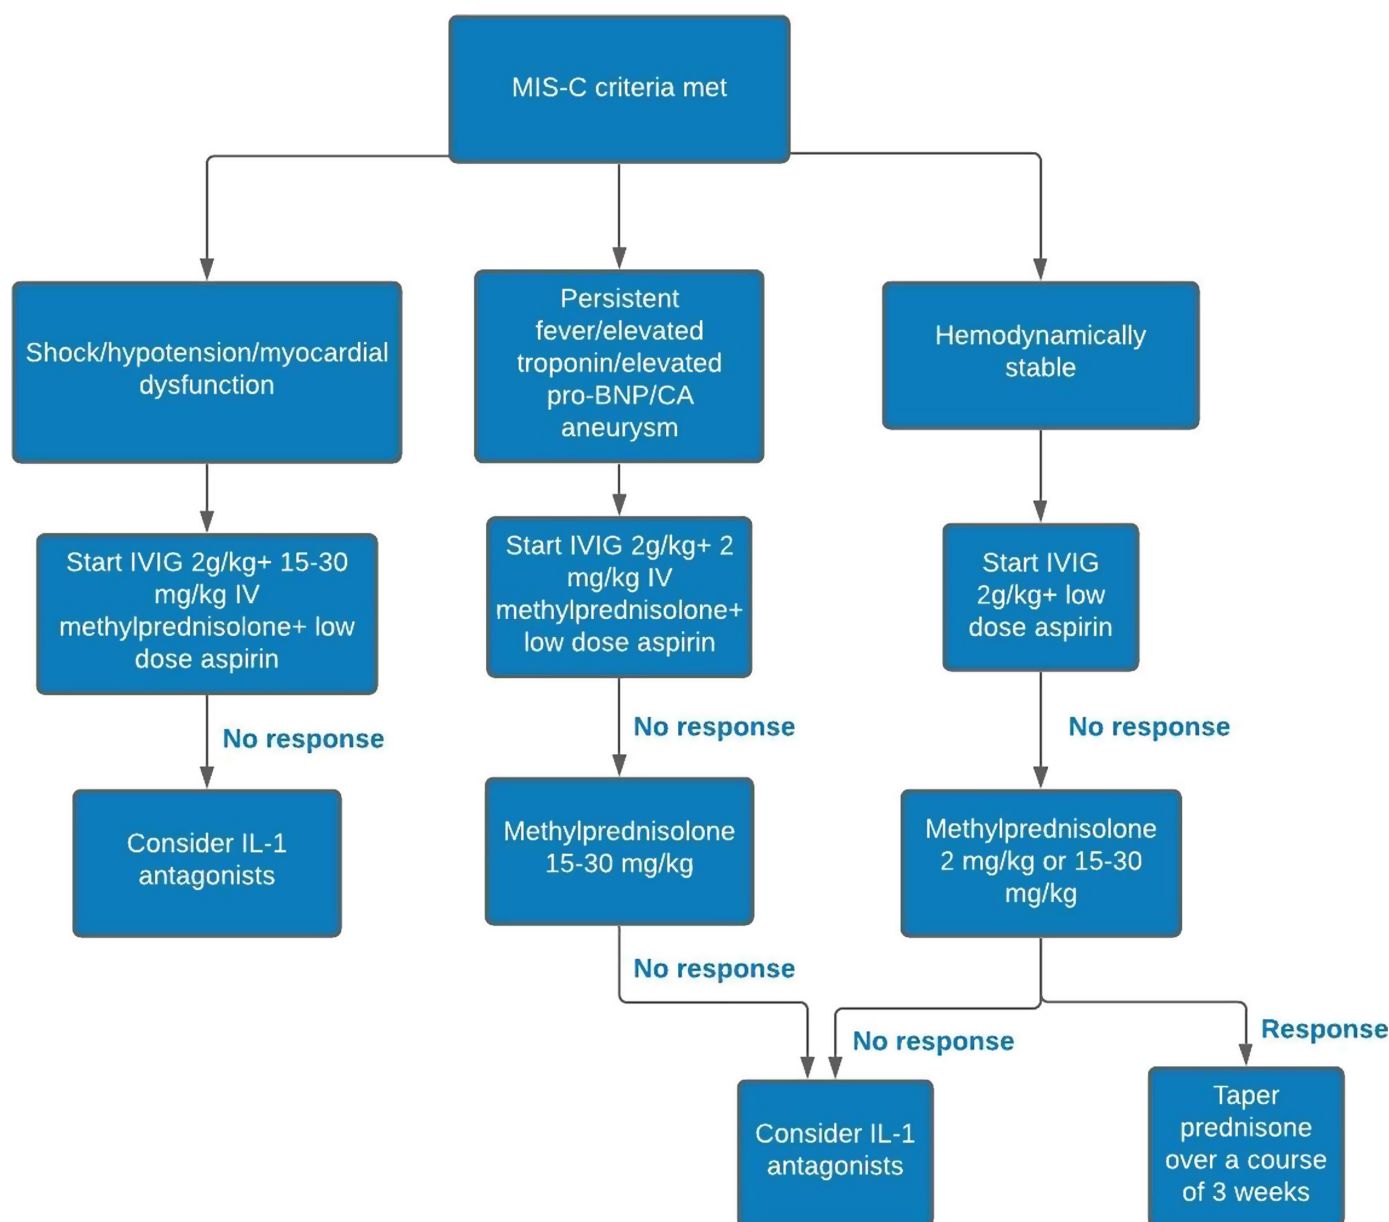 MIS-C criteria met
Shock/hypotension/myocardial
dysfunction
Persistent
fever/elevated
troponin/elevated
pro-BNP/CA
aneurysm
Hemodynamically
stable
Start IVIG 2g/kg+ 15-30
mg/kg IV
methylprednisolone+ low
dose aspirin
Start IVIG 2g/kg+ 2
mg/kg IV
methylprednisolone+
low dose aspirin
Start IVIG
2g/kg+ low
dose aspirin
No response
No response
No response
Consider IL-1
antagonists
Methylprednisolone
15-30 mg/kg
Methylprednisolone
2 mg/kg or 15-30
mg/kg
No response
No response
Response
Consider IL-1
antagonists
Taper
prednisone
over a course
of 3 weeks